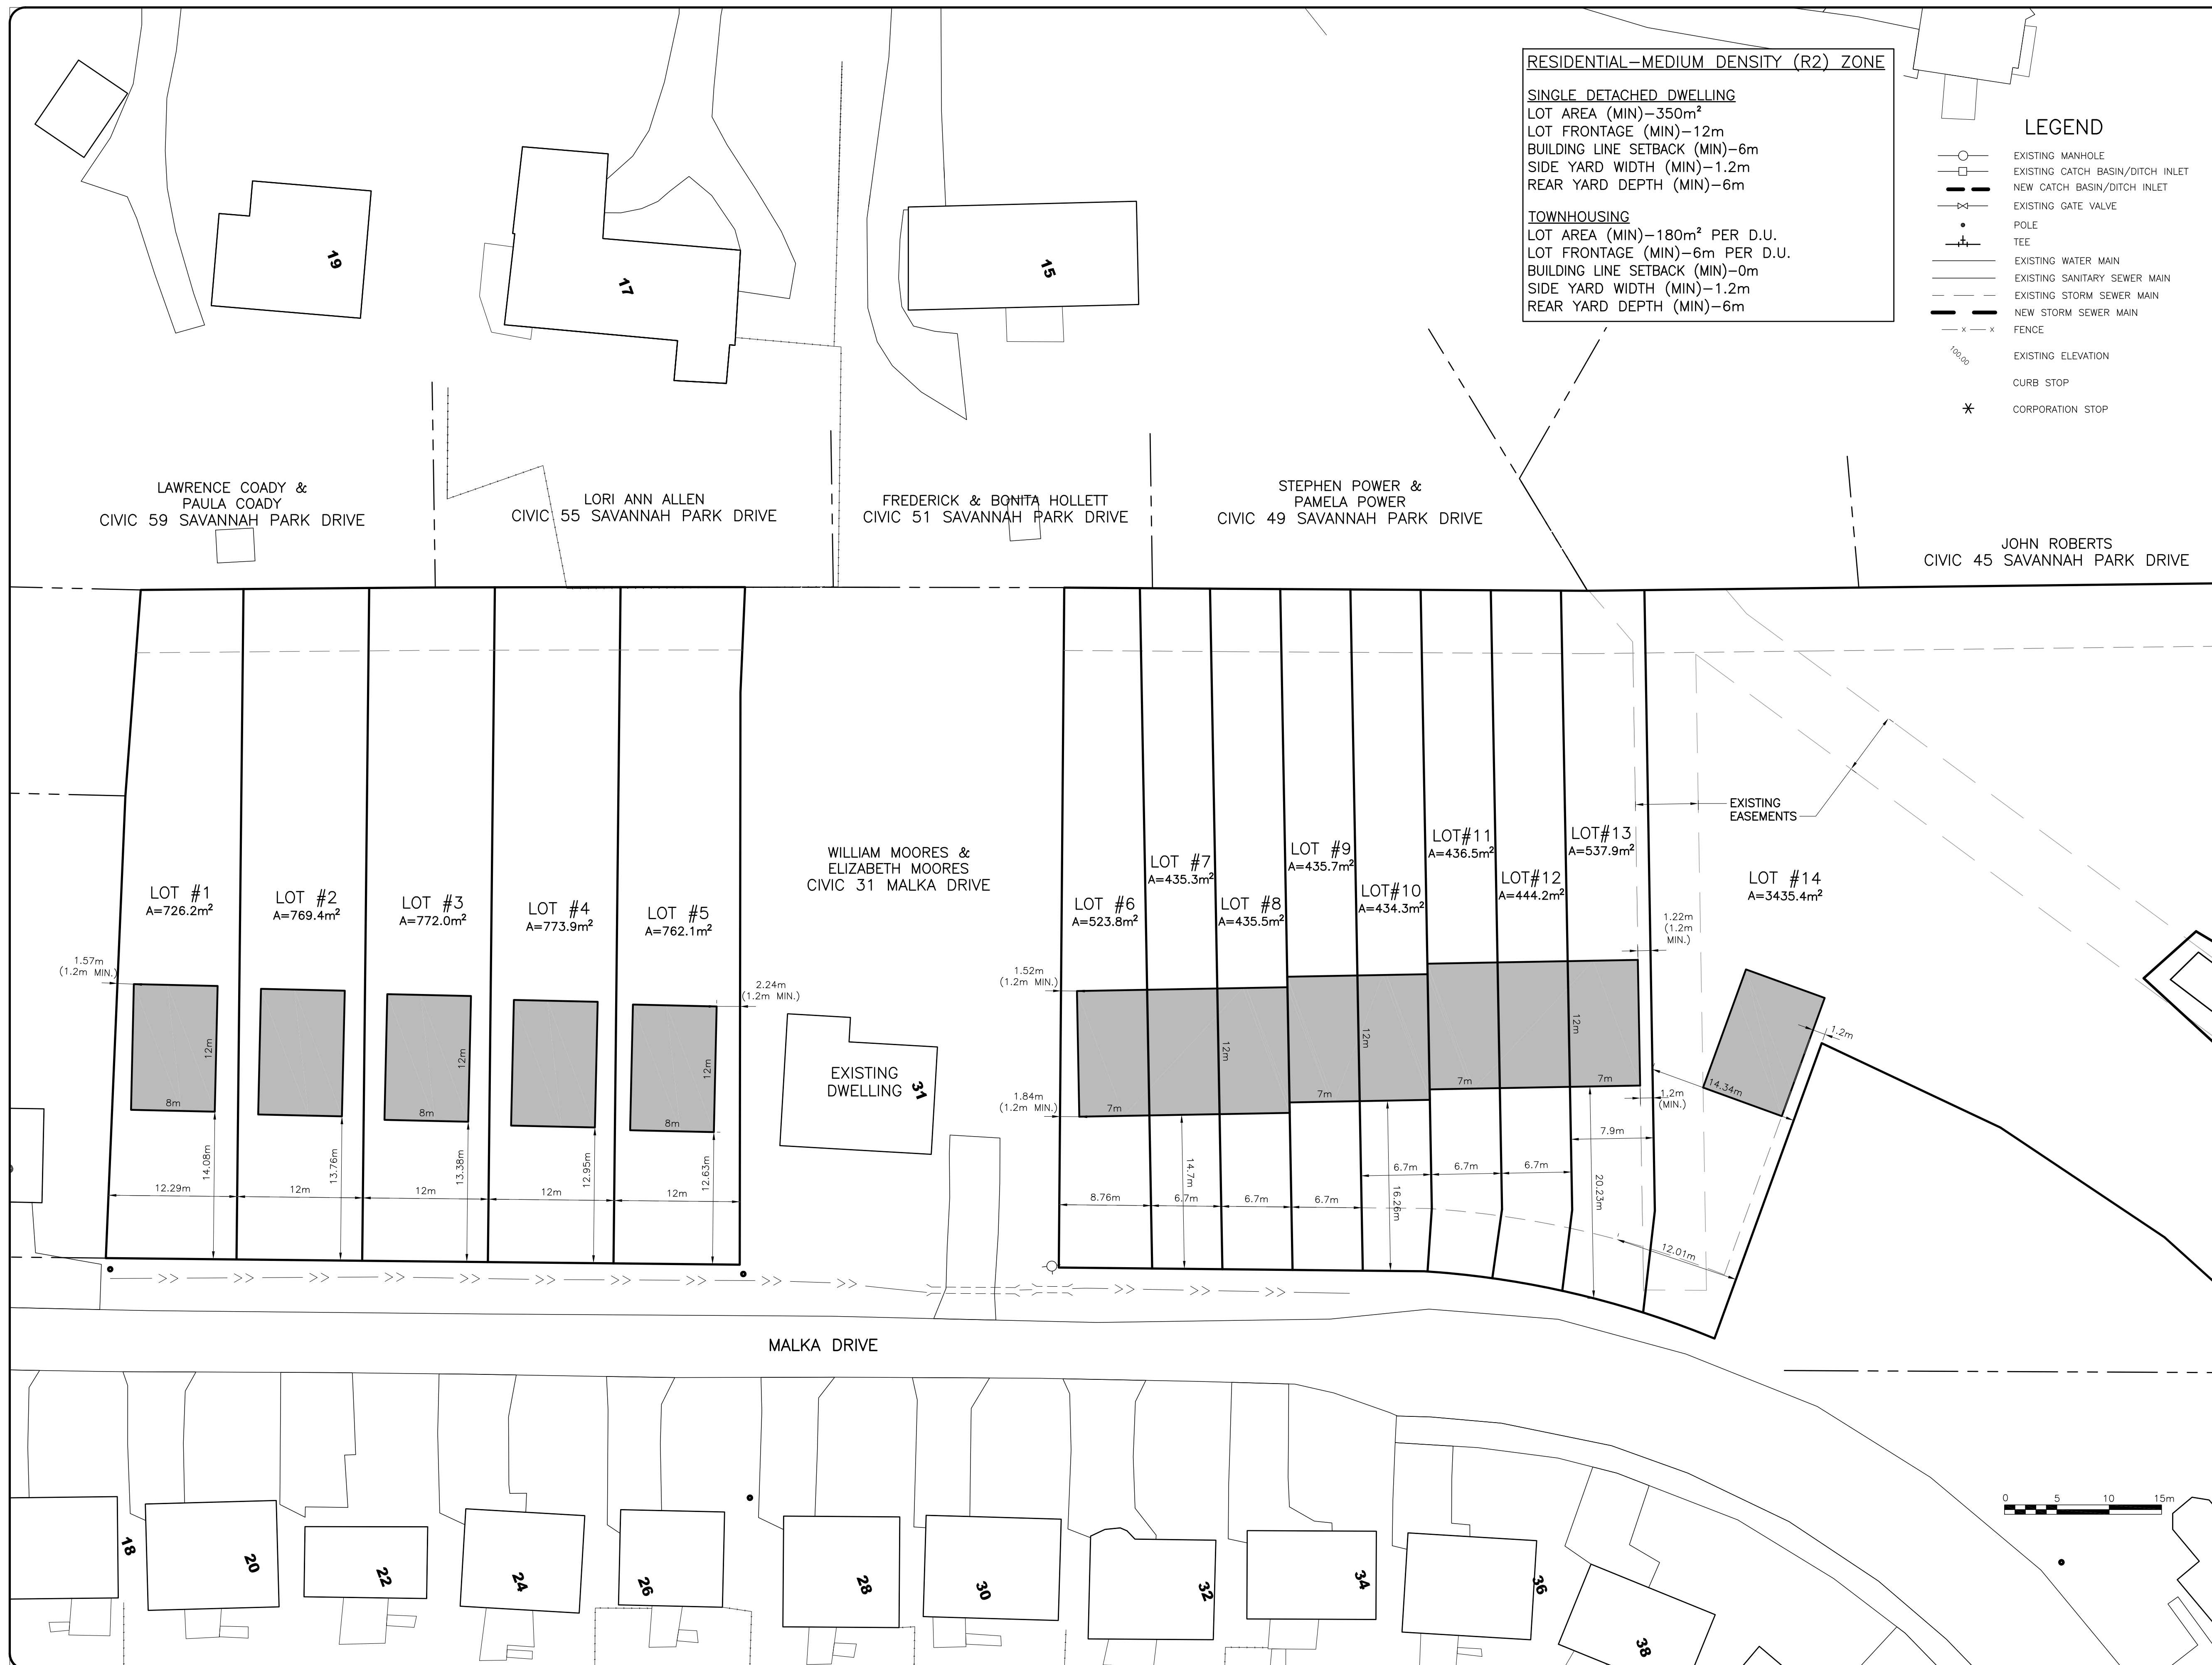 RESIDENTIAL-MEDIUM DENSITY (R2) ZONE
SINGLE DETACHED DWELLING
LOT AREA (MIN)-350m²
LOT FRONTAGE (MIN)-12m
BUILDING LINE SETBACK (MIN)-6m
SIDE YARD WIDTH (MIN)-1.2m
REAR YARD DEPTH (MIN)-6m
TOWNHOUSING
LOT AREA (MIN)-180m² PER D.U.
LOT FRONTAGE (MIN)-6m PER D.U.
BUILDING LINE SETBACK (MIN)-0m
SIDE YARD WIDTH (MIN)-1.2m
REAR YARD DEPTH (MIN)-6m
LEGEND
EXISTING MANHOLE
EXISTING CATCH BASIN/DITCH INLET
NEW CATCH BASIN/DITCH INLET
EXISTING GATE VALVE
POLE
TEE
EXISTING WATER MAIN
EXISTING SANITARY SEWER MAIN
EXISTING STORM SEWER MAIN
NEW STORM SEWER MAIN
x x FENCE
100.00 EXISTING ELEVATION
CURB STOP
CORPORATION STOP
19
17
15
LAWRENCE COADY &
PAULA COADY
CIVIC 59 SAVANNAH PARK DRIVE
LORI ANN ALLEN
CIVIC 55 SAVANNAH PARK DRIVE
FREDERICK & BONITA HOLLETT
CIVIC 51 SAVANNAH PARK DRIVE
STEPHEN POWER &
PAMELA POWER
CIVIC 49 SAVANNAH PARK DRIVE
JOHN ROBERTS
CIVIC 45 SAVANNAH PARK DRIVE
LOT #1
A=726.2m²
LOT #2
A=769.4m²
LOT #3
A=772.0m²
LOT #4
A=773.9m²
LOT #5
A=762.1m²
WILLIAM MOORES &
ELIZABETH MOORES
CIVIC 31 MALKA DRIVE
LOT #6
A=523.8m²
LOT #7
A=435.3m²
LOT #8
A=435.5m²
LOT #9
A=435.7m²
LOT#10
A=434.3m²
LOT#11
A=436.5m²
LOT#12
A=444.2m²
LOT#13
A=537.9m²
LOT #14
A=3435.4m²
EXISTING
EASEMENTS
1.57m
(1.2m MIN.)
2.24m
(1.2m MIN.)
1.52m
(1.2m MIN.)
1.84m
(1.2m MIN.)
1.22m
(1.2m
MIN.)
1.2m
(MIN.)
1.2m
14.34m
12.01m
12m
12m
12m
8m
8m
8m
14.08m
13.76m
13.38m
12.95m
12.63m
12.29m
12m
12m
12m
12m
EXISTING
DWELLING
31
12m
12m
12m
7m
7m
7m
7m
14.7m
16.26m
20.23m
8.76m
6.7m
6.7m
6.7m
6.7m
6.7m
6.7m
7.9m
MALKA DRIVE
18
20
22
24
26
28
30
32
34
36
38
0 5 10 15m